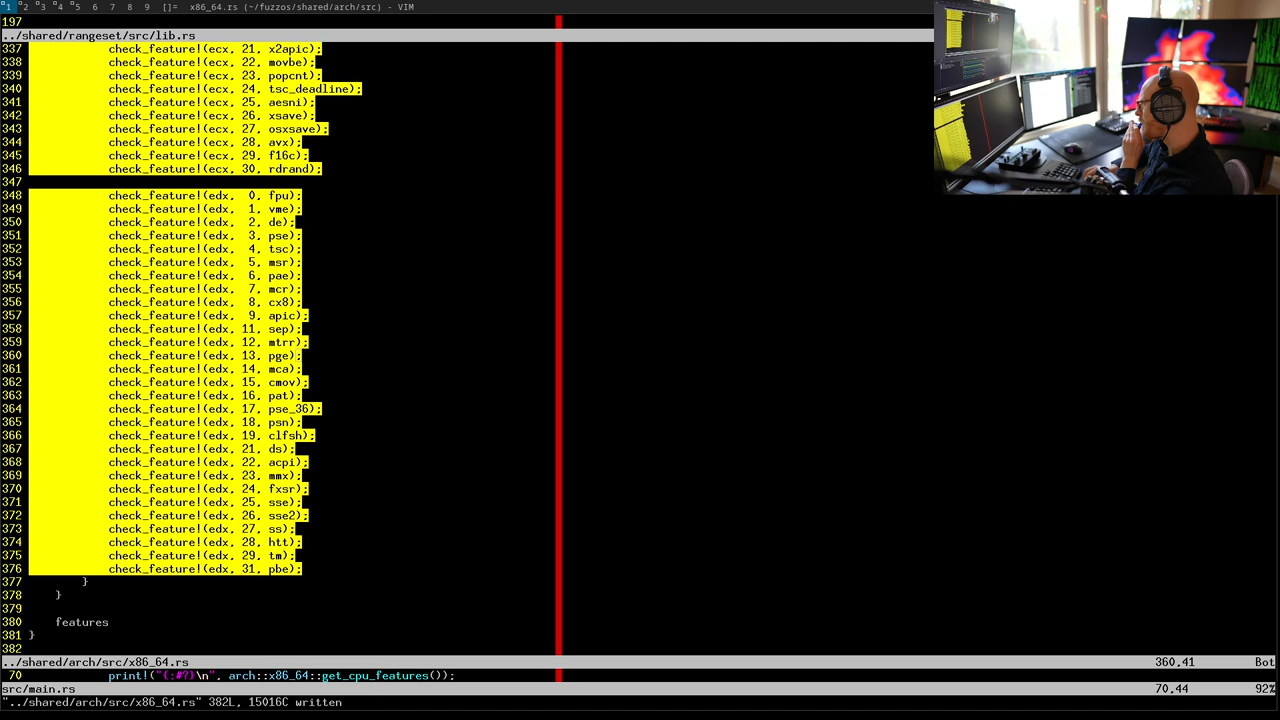 1 2 3 4 5 6 7 8 9 []= x86_64.rs (~/fuzzos/shared/arch/src) - VIM
197
../shared/rangeset/src/lib.rs
337 check_feature!(ecx, 21, x2apic);
338 check_feature!(ecx, 22, movbe);
339 check_feature!(ecx, 23, popcnt);
340 check_feature!(ecx, 24, tsc_deadline);
341 check_feature!(ecx, 25, aesni);
342 check_feature!(ecx, 26, xsave);
343 check_feature!(ecx, 27, osxsave);
344 check_feature!(ecx, 28, avx);
345 check_feature!(ecx, 29, f16c);
346 check_feature!(ecx, 30, rdrand);
347
348 check_feature!(edx, 0, fpu);
349 check_feature!(edx, 1, vme);
350 check_feature!(edx, 2, de);
351 check_feature!(edx, 3, pse);
352 check_feature!(edx, 4, tsc);
353 check_feature!(edx, 5, msr);
354 check_feature!(edx, 6, pae);
355 check_feature!(edx, 7, mcr);
356 check_feature!(edx, 8, cx8);
357 check_feature!(edx, 9, apic);
358 check_feature!(edx, 11, sep);
359 check_feature!(edx, 12, mtrr);
360 check_feature!(edx, 13, pge);
361 check_feature!(edx, 14, mca);
362 check_feature!(edx, 15, cmov);
363 check_feature!(edx, 16, pat);
364 check_feature!(edx, 17, pse_36);
365 check_feature!(edx, 18, psn);
366 check_feature!(edx, 19, clfsh);
367 check_feature!(edx, 21, ds);
368 check_feature!(edx, 22, acpi);
369 check_feature!(edx, 23, mmx);
370 check_feature!(edx, 24, fxsr);
371 check_feature!(edx, 25, sse);
372 check_feature!(edx, 26, sse2);
373 check_feature!(edx, 27, ss);
374 check_feature!(edx, 28, htt);
375 check_feature!(edx, 29, tm);
376 check_feature!(edx, 31, pbe);
377 }
378 }
379
380 features
381 }
382
../shared/arch/src/x86_64.rs 360,41 Bot
70 print!("{:#?}\n", arch::x86_64::get_cpu_features());
src/main.rs 70,44 92%
"../shared/arch/src/x86_64.rs" 382L, 15016C written